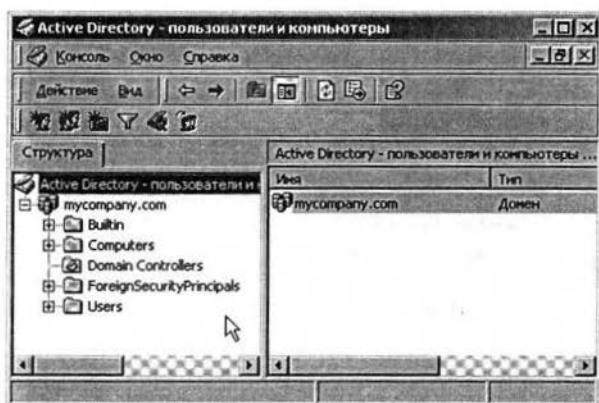 Active Directory - пользователи и компьютеры
Консоль Окно Справка
Действие Вид
Структура
Active Directory - пользователи и
mycompany.com
Builtin
Computers
Domain Controllers
ForeignSecurityPrincipals
Users
Active Directory - пользователи и компьютеры ...
Имя Тип
mycompany.com Домен